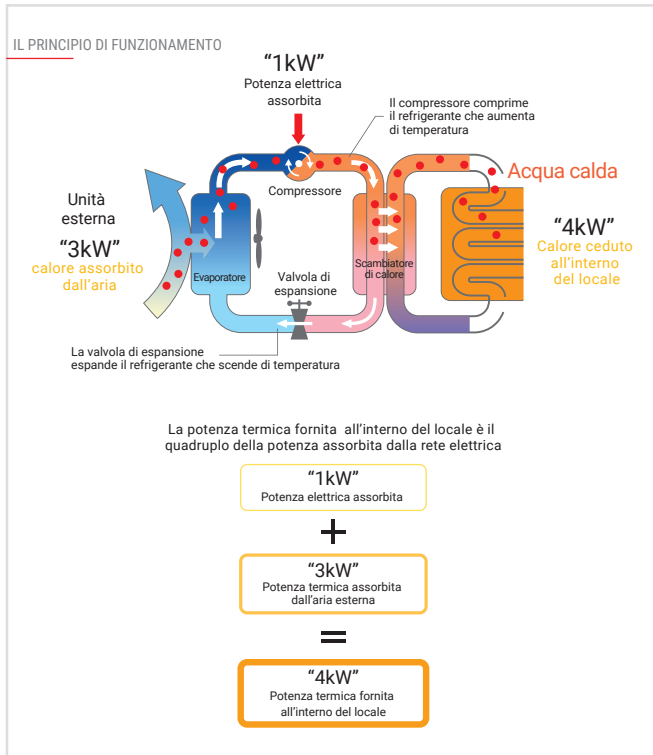 IL PRINCIPIO DI FUNZIONAMENTO
“1kW”
Potenza elettrica
assorbita
Il compressore comprime
il refrigerante che aumenta
di temperatura
Compressore
Acqua calda
Unità
esterna
“3kW”
calore assorbito
dall’aria
Evaporatore
Valvola di
espansione
Scambiatore
di calore
“4kW”
Calore ceduto
all’interno
del locale
La valvola di espansione
espande il refrigerante che scende di temperatura
La potenza termica fornita all’interno del locale è il
quadruplo della potenza assorbita dalla rete elettrica
“1kW”
Potenza elettrica assorbita
+
“3kW”
Potenza termica assorbita
dall’aria esterna
=
“4kW”
Potenza termica fornita
all’interno del locale